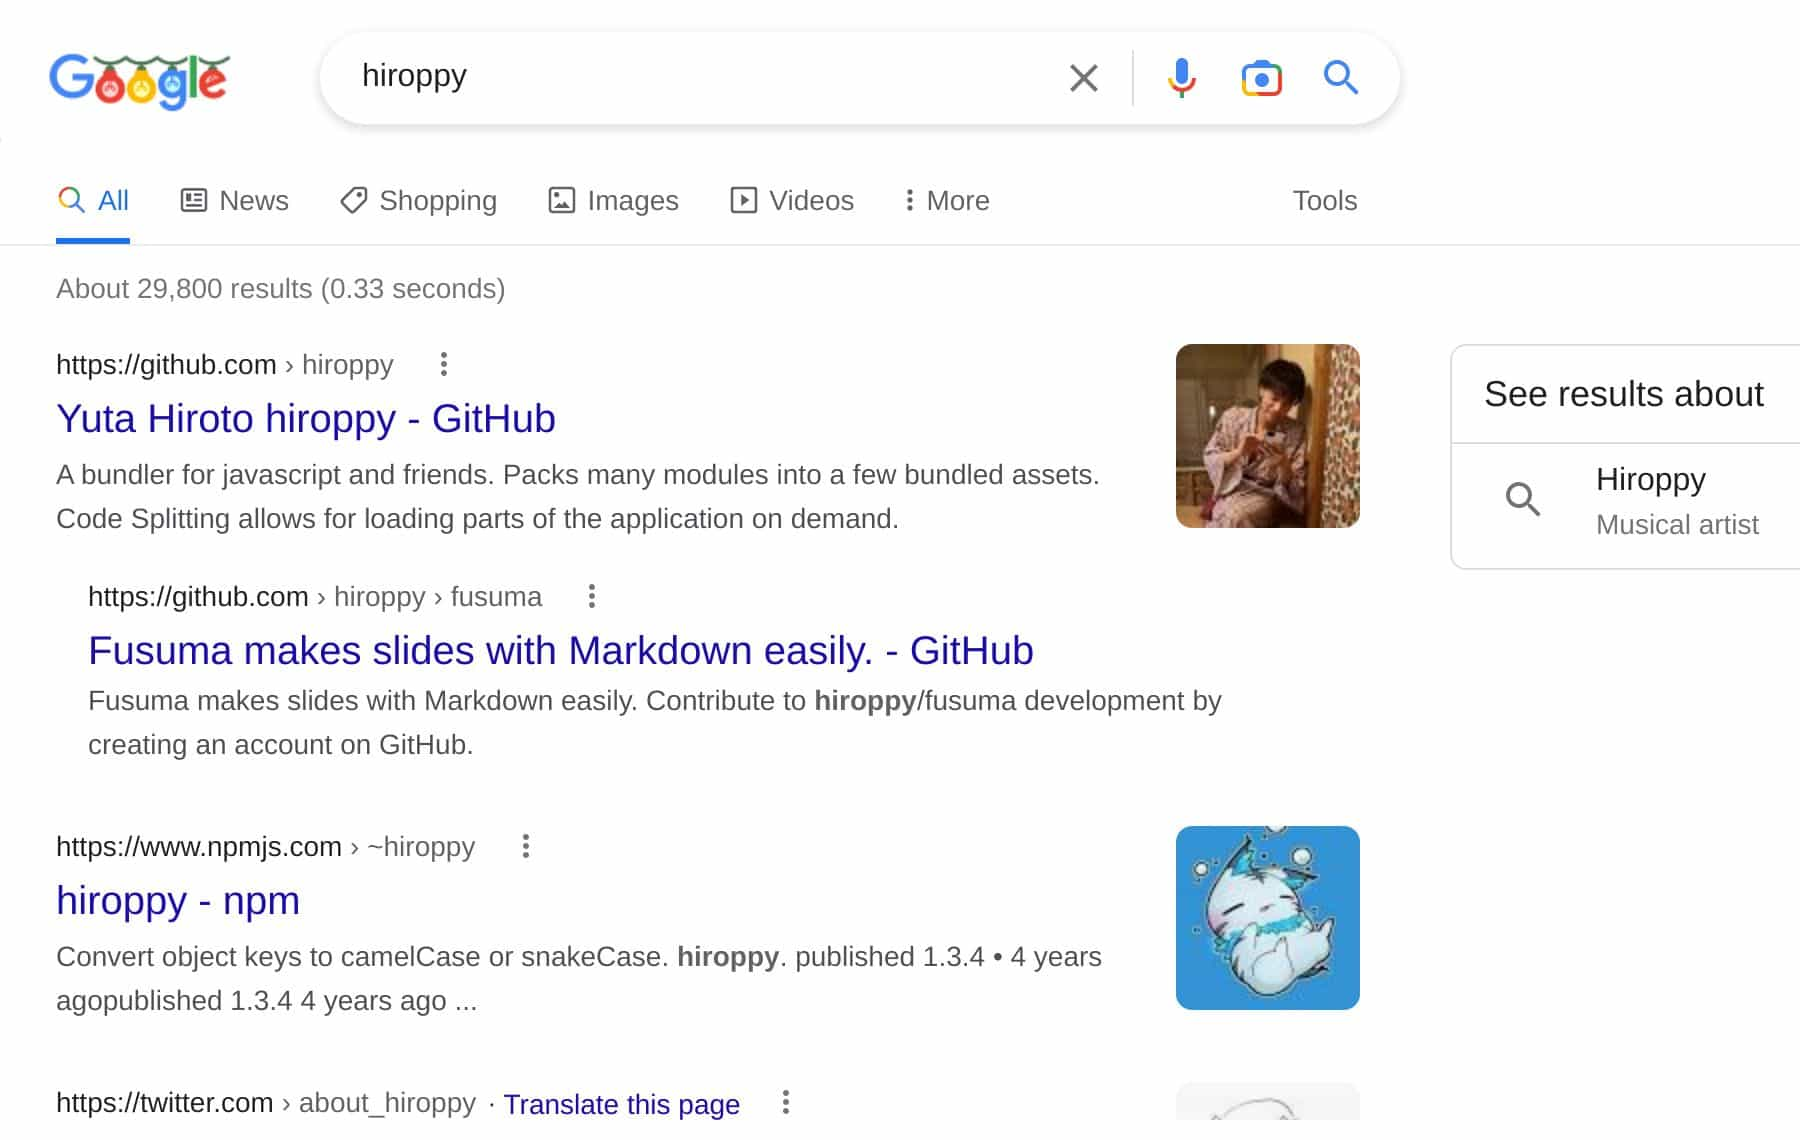 Google
hiroppy
All
News
Shopping
Images
Videos
More
Tools
About 29,800 results (0.33 seconds)
https://github.com › hiroppy
Yuta Hiroto hiroppy - GitHub
A bundler for javascript and friends. Packs many modules into a few bundled assets.
Code Splitting allows for loading parts of the application on demand.
https://github.com › hiroppy › fusuma
Fusuma makes slides with Markdown easily. - GitHub
Fusuma makes slides with Markdown easily. Contribute to hiroppy/fusuma development by
creating an account on GitHub.
https://www.npmjs.com › ~hiroppy
hiroppy - npm
Convert object keys to camelCase or snakeCase. hiroppy. published 1.3.4 • 4 years
agopublished 1.3.4 4 years ago ...
https://twitter.com › about_hiroppy · Translate this page
See results about
Hiroppy
Musical artist